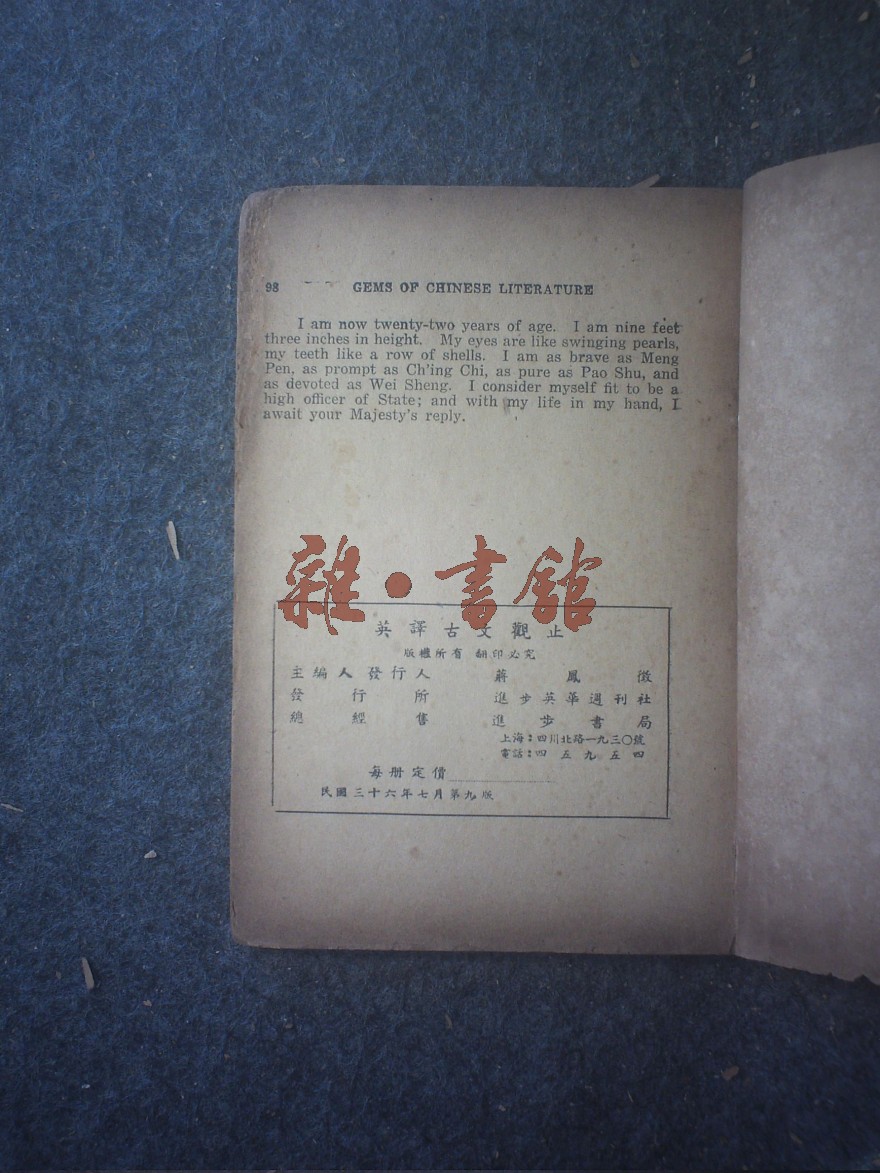 98 GEMS OF CHINESE LITERATURE
I am now twenty-two years of age. I am nine feet
three inches in height. My eyes are like swinging pearls,
my teeth like a row of shells. I am as brave as Meng
Pen, as prompt as Ch'ing Chi, as pure as Pao Shu, and
as devoted as Wei Sheng. I consider myself fit to be a
high officer of State; and with my life in my hand, I
await your Majesty's reply.
雜·書館
英譯古文觀止
版權所有 翻印必究
主編人發行人 蔣鳳徵
發行所 進步英華週刊社
總經售 進步書局
上海:四川北路一九三〇號
電話:四五九五四
每册定價
民國三十六年七月第九版